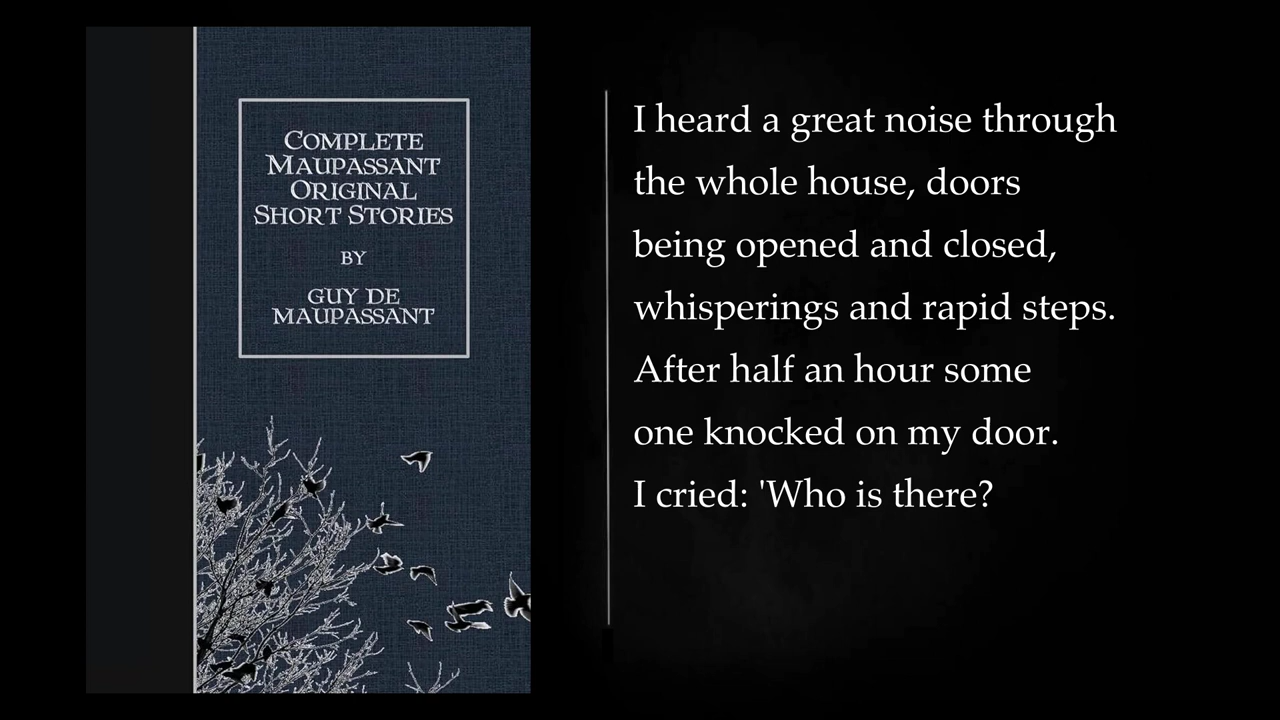 COMPLETE
MAUPASSANT
ORIGINAL
SHORT STORIES
BY
GUY DE
MAUPASSANT
I heard a great noise through
the whole house, doors
being opened and closed,
whisperings and rapid steps.
After half an hour some
one knocked on my door.
I cried: 'Who is there?